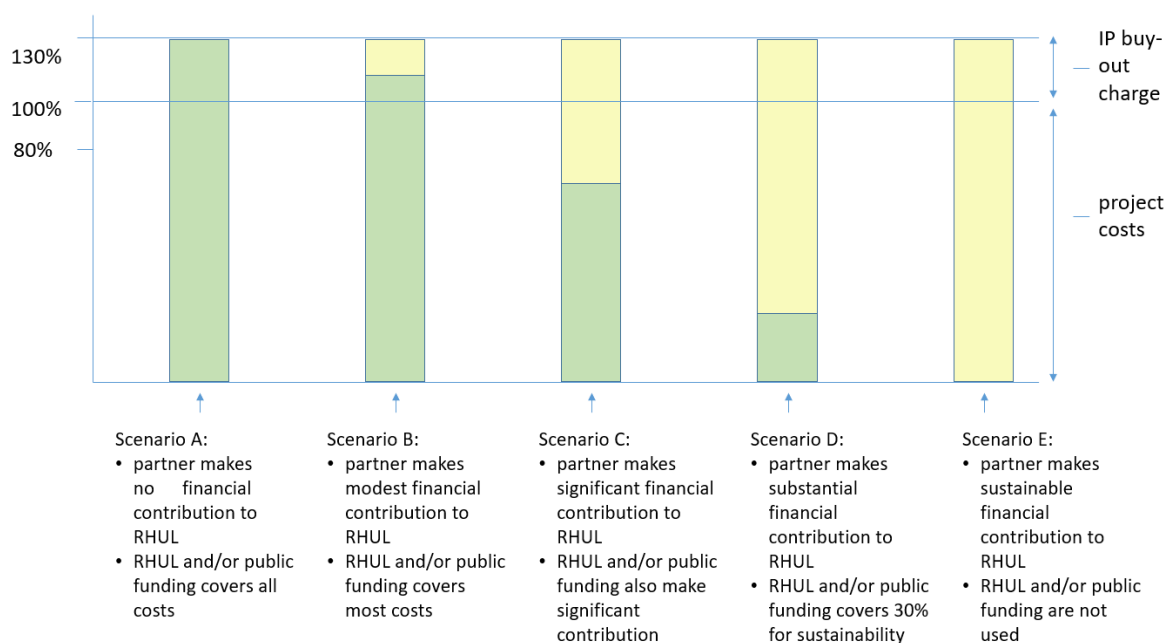 130%
100%
80%
IP buy-
out
charge
project
costs
Scenario A:
• partner makes
no financial
contribution to
RHUL
• RHUL and/or public
funding covers all
costs
Scenario B:
• partner makes
modest financial
contribution to
RHUL
• RHUL and/or public
funding covers
most costs
Scenario C:
• partner makes
significant financial
contribution to
RHUL
• RHUL and/or public
funding also make
significant
contribution
Scenario D:
• partner makes
substantial
financial
contribution to
RHUL
• RHUL and/or public
funding covers 30%
for sustainability
Scenario E:
• partner makes
sustainable
financial
contribution to
RHUL
• RHUL and/or public
funding are not
used